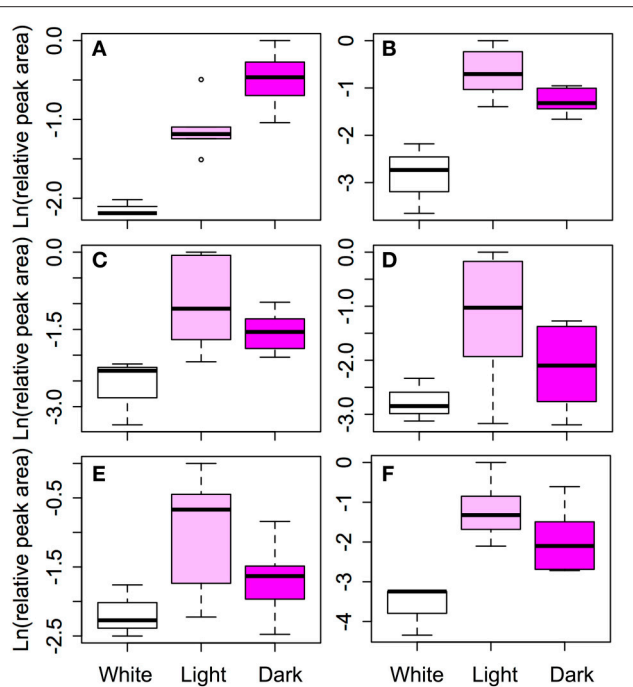 A
B
Ln(relative peak area)
0.0
-1.0
-2.0
0
-1
-2
-3
C
D
Ln(relative peak area)
0.0
-1.5
-3.0
0.0
-1.0
-2.0
-3.0
E
F
Ln(relative peak area)
-0.5
-1.5
-2.5
0
-1
-2
-3
-4
White Light Dark White Light Dark